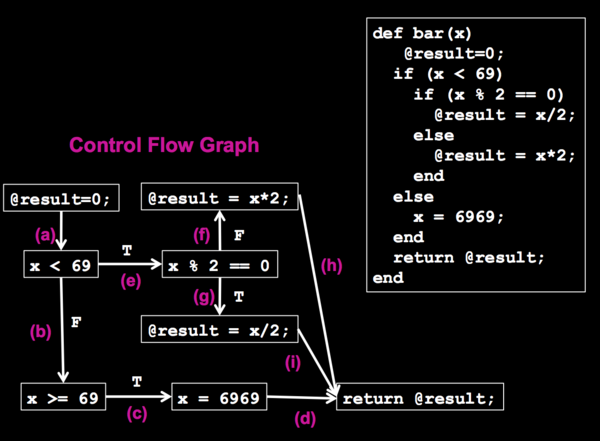 def bar(x)
@result=0;
if (x < 69)
if (x % 2 == 0)
@result = x/2;
else
@result = x*2;
end
else
x = 6969;
end
return @result;
end
Control Flow Graph
@result=0;
@result = x*2;
(a)
T
(f)
F
x < 69
x % 2 == 0
(e)
(h)
(g)
T
(b)
F
@result = x/2;
(i)
T
x >= 69
x = 6969;
return @result;
(c)
(d)